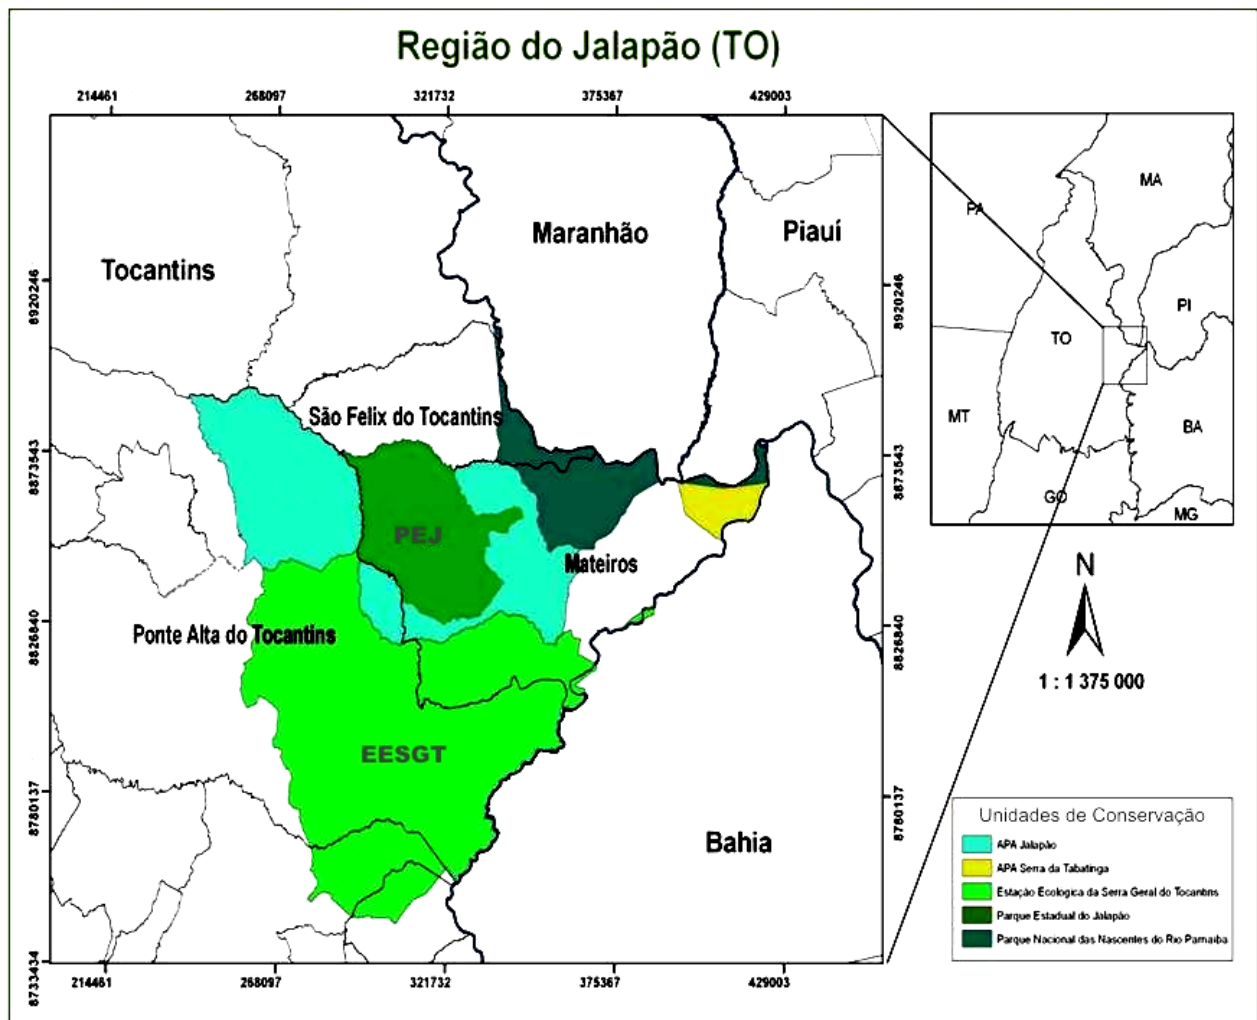 Região do Jalapão (TO)
214461 268097 321732 375367 429003
Maranhão
Piauí
Tocantins
8920246
8920246
São Felix do Tocantins
8873543
8873543
PEJ
Mateiros
Ponte Alta do Tocantins
8826840
8826840
EESGT
8780137
8780137
Bahia
8733434
214461 268097 321732 375367 429003
MA
PA
PI
TO
MT
BA
GO
MG
N
1 : 1 375 000
Unidades de Conservação
APA Jalapão
APA Serra da Tabatinga
Estação Ecologica da Serra Geral do Tocantins
Parque Estadual do Jalapão
Parque Nacional das Nascentes do Rio Parnaiba